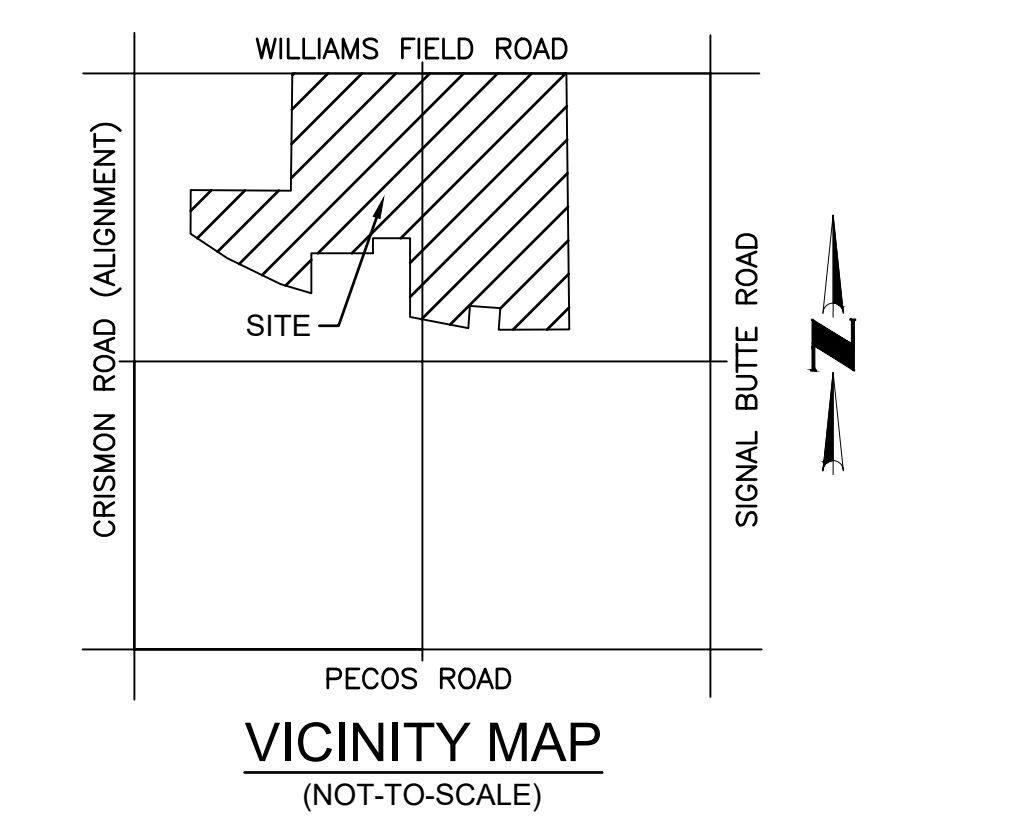 WILLIAMS FIELD ROAD
CRISMON ROAD (ALIGNMENT)
SITE
SIGNAL BUTTE ROAD
N
PECOS ROAD
VICINITY MAP
(NOT-TO-SCALE)